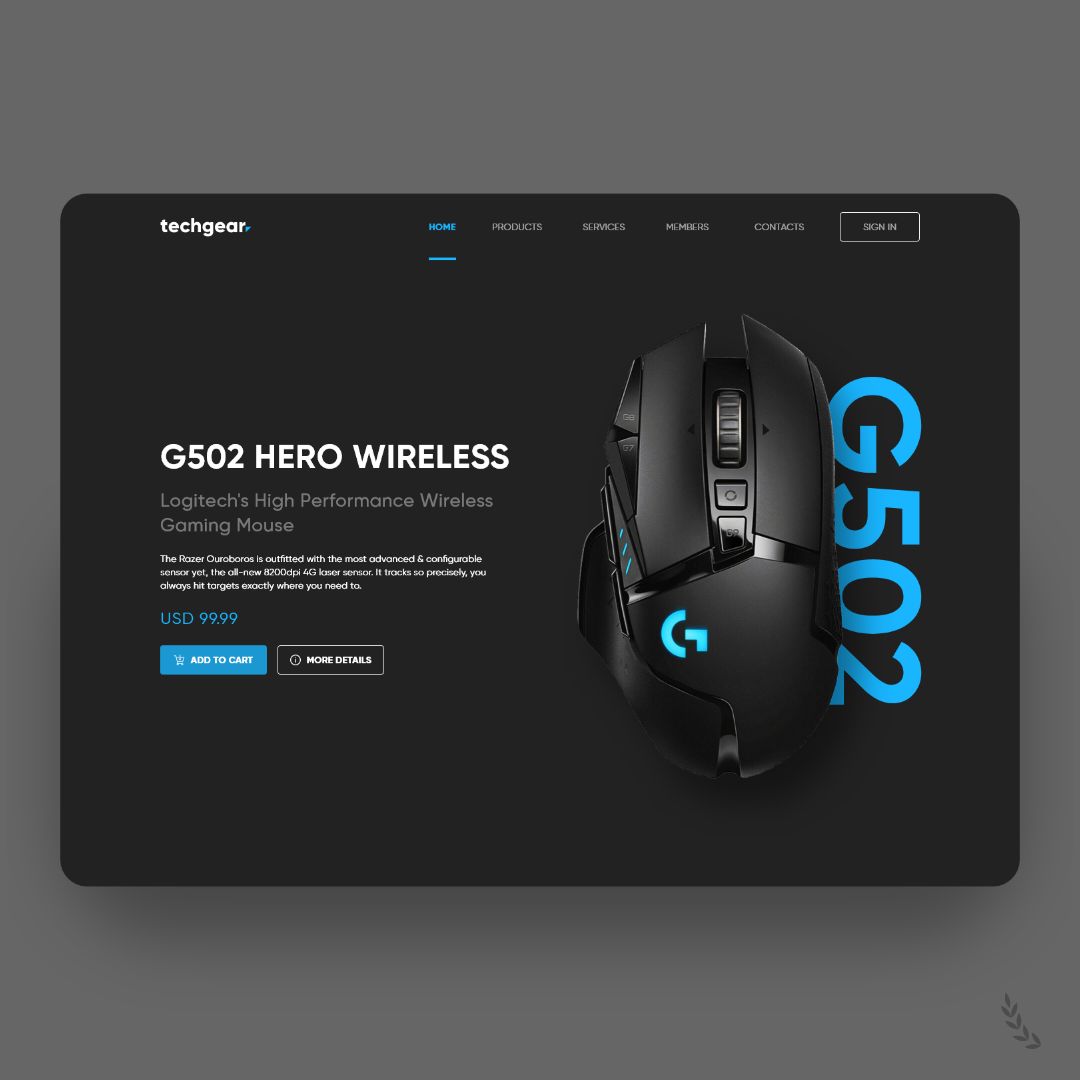 techgear
HOME PRODUCTS SERVICES MEMBERS CONTACTS SIGN IN
G502 HERO WIRELESS
Logitech's High Performance Wireless
Gaming Mouse
The Razer Ouroboros is outfitted with the most advanced & configurable
sensor yet, the all-new 8200dpi 4G laser sensor. It tracks so precisely, you
always hit targets exactly where you need to.
USD 99.99
ADD TO CART MORE DETAILS
G8
G7
G9
G502